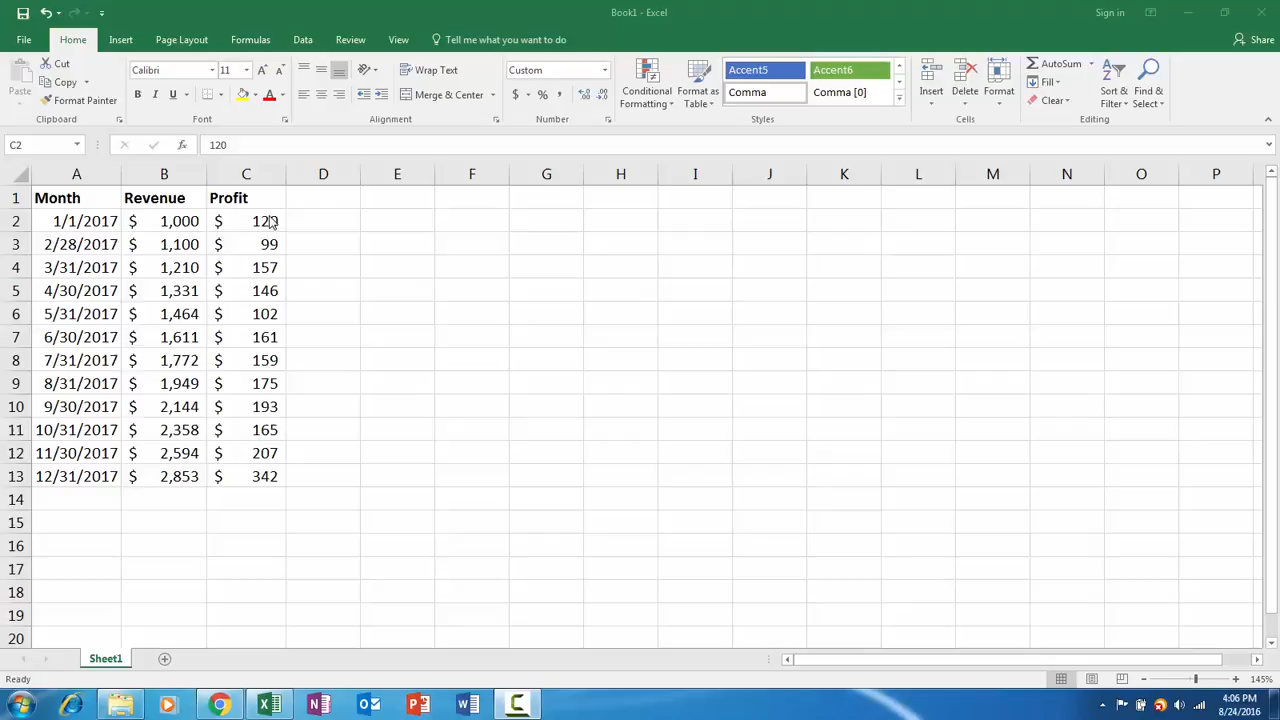 Book1 - Excel
Sign in
File Home Insert Page Layout Formulas Data Review View Tell me what you want to do Share
Paste
Cut
Copy
Format Painter
Clipboard
Calibri 11
B I U
Font
Wrap Text
Merge & Center
Alignment
Custom
$ % ,
Number
Conditional Formatting
Format as Table
Accent5 Accent6
Comma Comma [0]
Styles
Insert Delete Format
Cells
AutoSum
Fill
Clear
Sort & Filter
Find & Select
Editing
C2 fx 120
A B C D E F G H I J K L M N O P
1 Month Revenue Profit
2 1/1/2017 $ 1,000 $
3 2/28/2017 $ 1,100 $ 99
4 3/31/2017 $ 1,210 $ 157
5 4/30/2017 $ 1,331 $ 146
6 5/31/2017 $ 1,464 $ 102
7 6/30/2017 $ 1,611 $ 161
8 7/31/2017 $ 1,772 $ 159
9 8/31/2017 $ 1,949 $ 175
10 9/30/2017 $ 2,144 $ 193
11 10/31/2017 $ 2,358 $ 165
12 11/30/2017 $ 2,594 $ 207
13 12/31/2017 $ 2,853 $ 342
14
15
16
17
18
19
20
Sheet1
Ready
145%
4:06 PM
8/24/2016